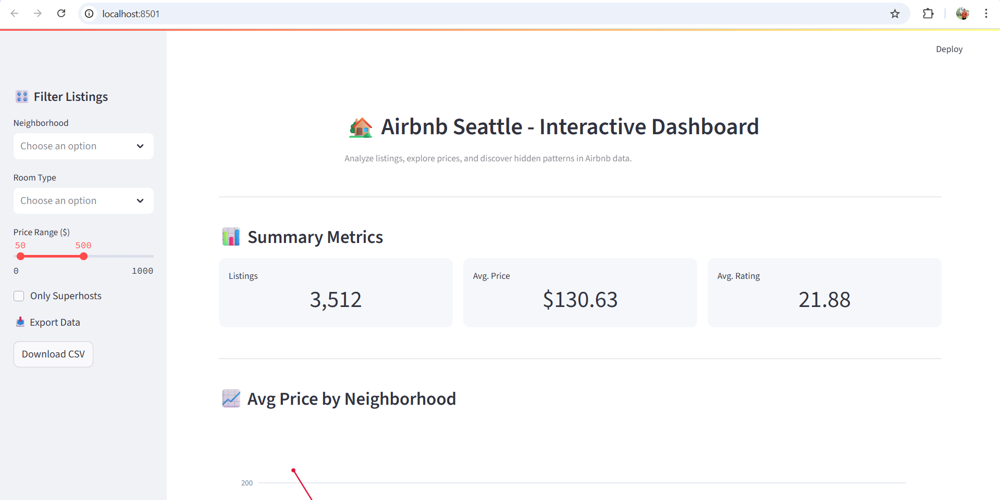 localhost:8501
Deploy
Filter Listings
Neighborhood
Choose an option
Room Type
Choose an option
Price Range ($)
50 500
0 1000
Only Superhosts
Export Data
Download CSV
Airbnb Seattle - Interactive Dashboard
Analyze listings, explore prices, and discover hidden patterns in Airbnb data.
Summary Metrics
Listings
3,512
Avg. Price
$130.63
Avg. Rating
21.88
Avg Price by Neighborhood
200